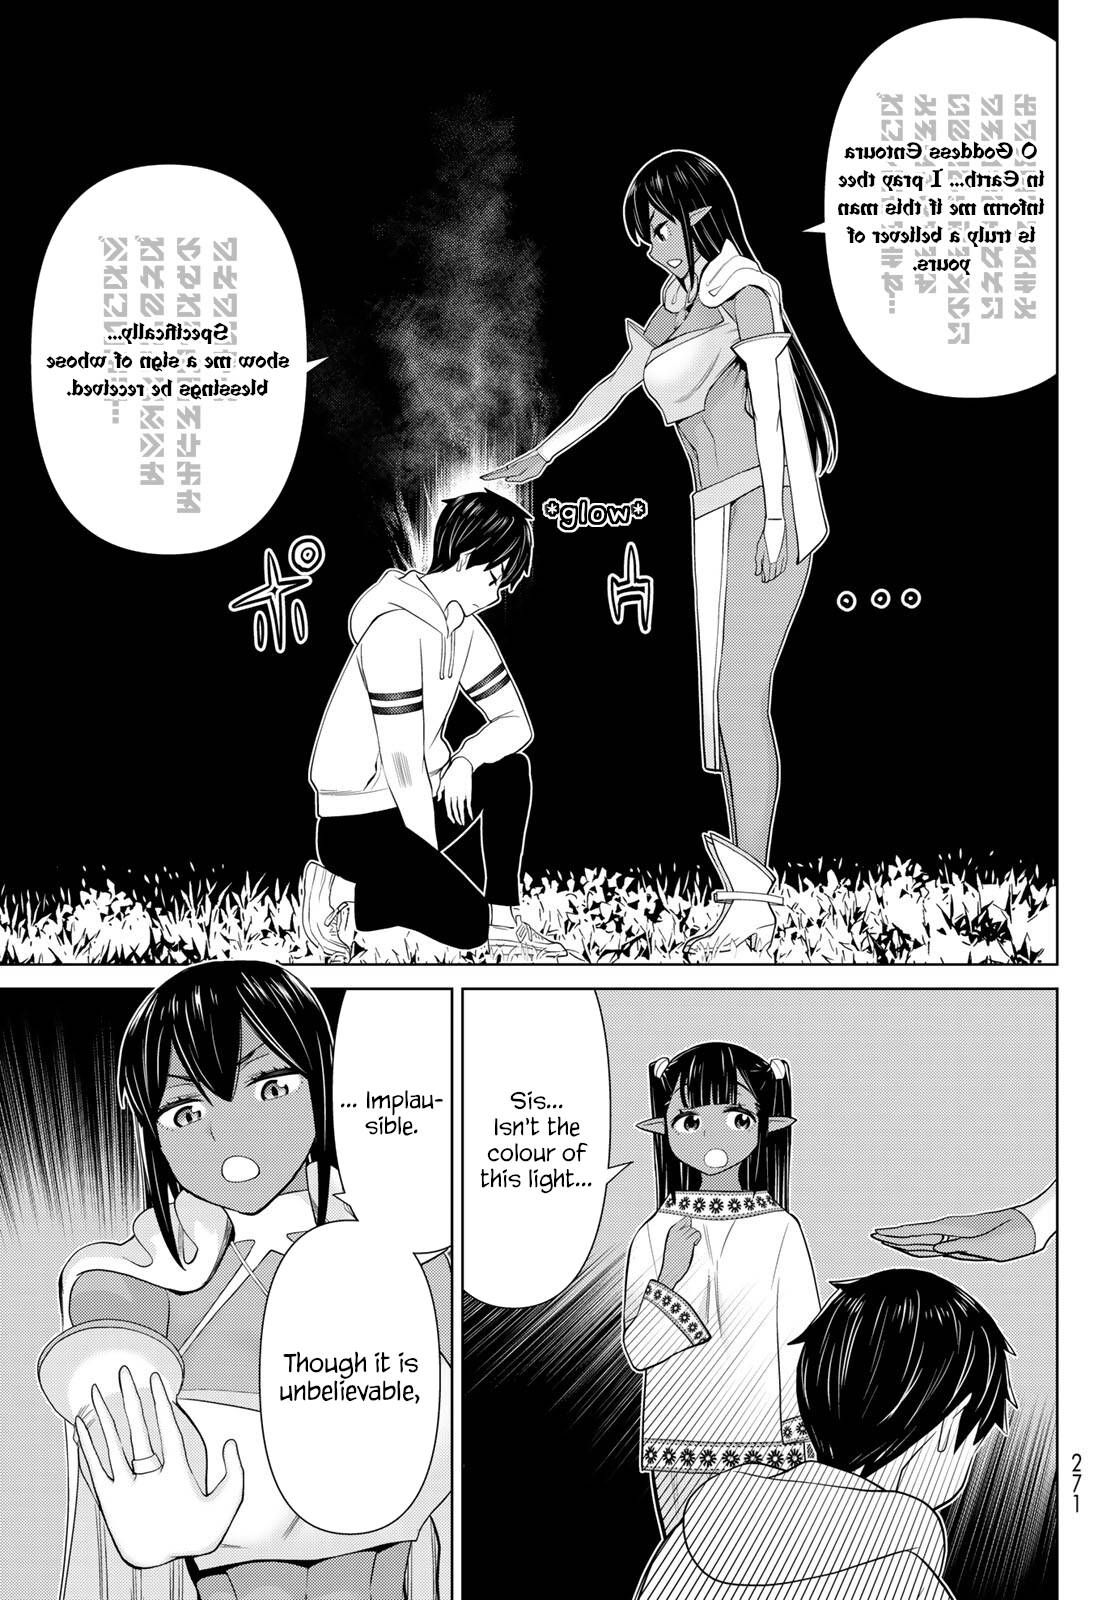 O Goddess Entoura
in Earth... I pray thee
inform me if this man
is truly a believer of
yours.
Specifically...
show me a sign of whose
blessings he received.
*glow*
ポウ
Sis...
Isn't the
colour of
this light...
... Implau-
sible.
Though it is
unbelievable,
271